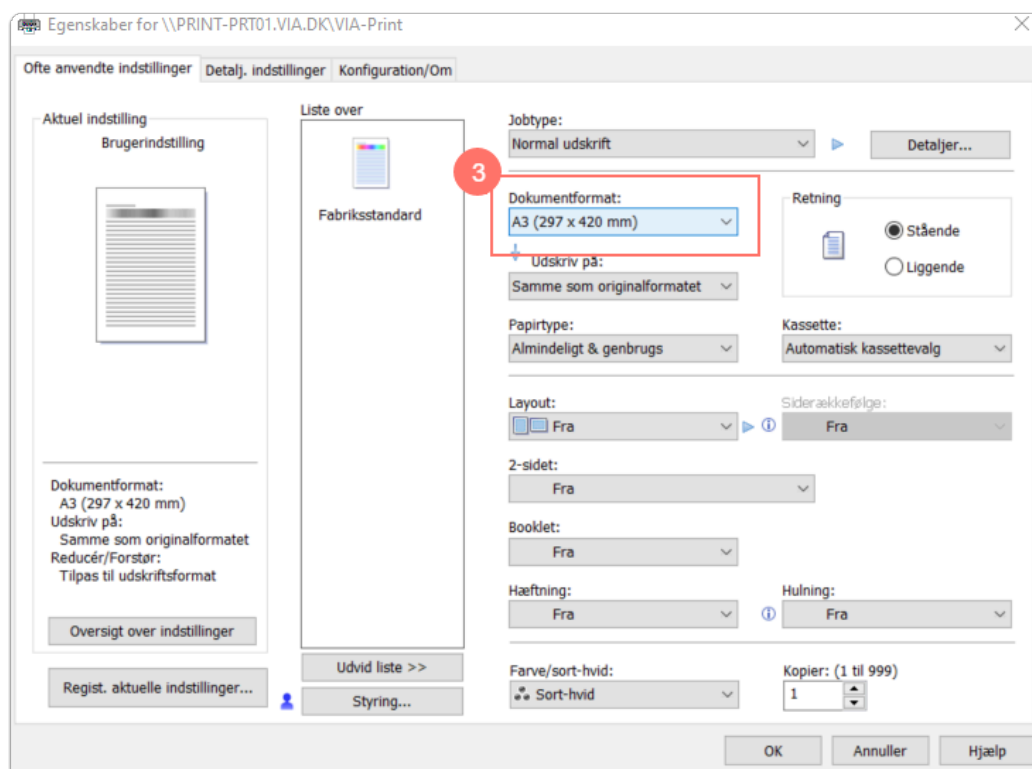 Egenskaber for \\PRINT-PRT01.VIA.DK\VIA-Print
Ofte anvendte indstillinger
Detalj. indstillinger
Konfiguration/Om
Aktuel indstilling
Brugerindstilling
Dokumentformat:
A3 (297 x 420 mm)
Udskriv på:
Samme som originalformatet
Reducér/Forstør:
Tilpas til udskriftsformat
Oversigt over indstillinger
Regist. aktuelle indstillinger...
Liste over
Fabriksstandard
Udvid liste >>
Styring...
Jobtype:
Normal udskrift
Detaljer...
3
Dokumentformat:
A3 (297 x 420 mm)
Udskriv på:
Samme som originalformatet
Retning
Stående
Liggende
Papirtype:
Almindeligt & genbrugs
Kassette:
Automatisk kassettevalg
Layout:
Fra
Siderækkefølge:
Fra
2-sidet:
Fra
Booklet:
Fra
Hæftning:
Fra
Hulning:
Fra
Farve/sort-hvid:
Sort-hvid
Kopier: (1 til 999)
1
OK
Annuller
Hjælp